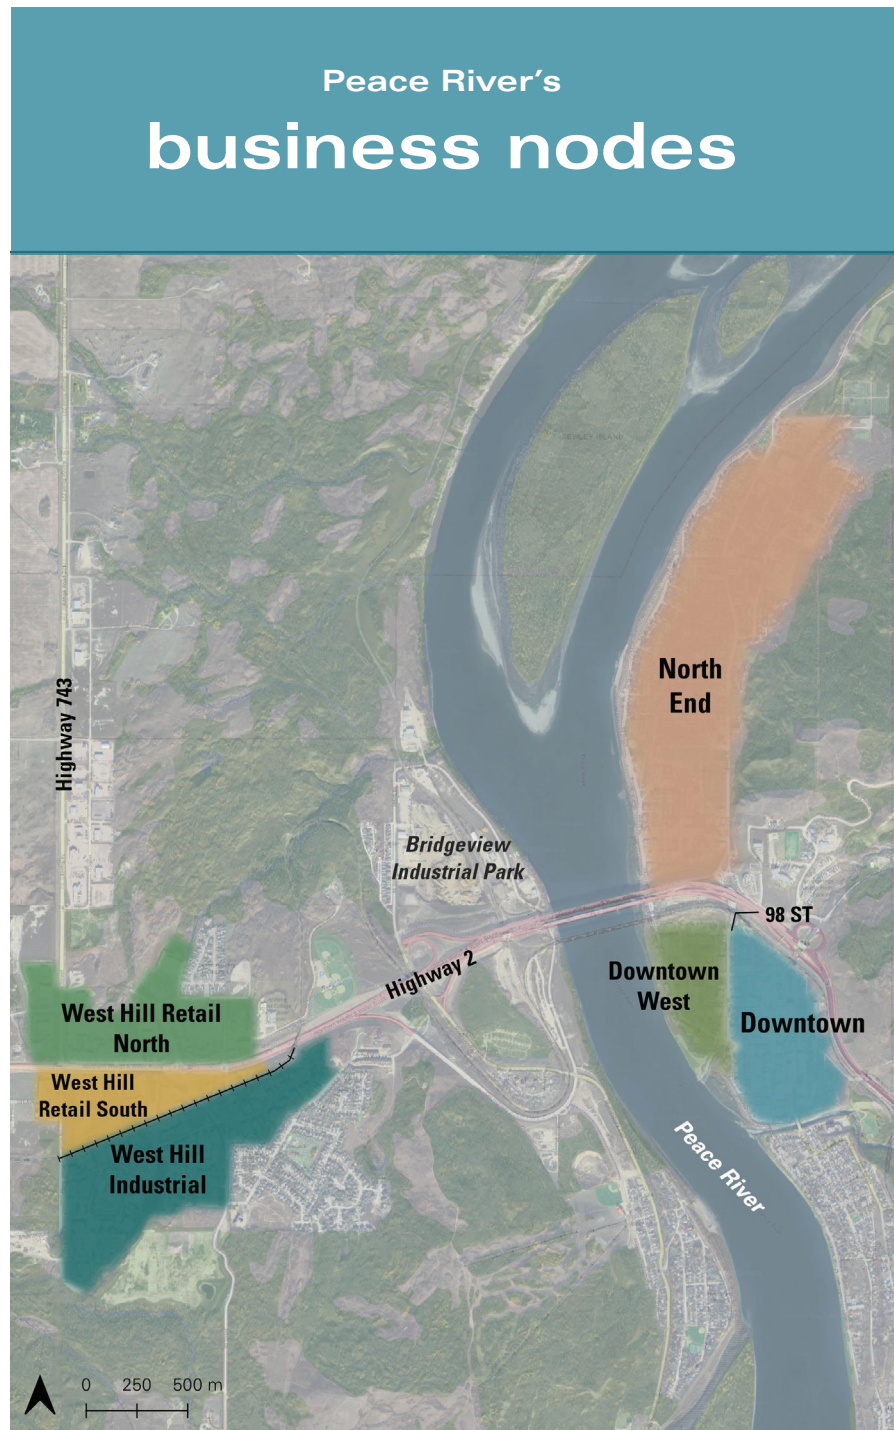 Peace River's
business nodes
North
End
Highway 743
Bridgeview
Industrial Park
98 ST
Highway 2
Downtown
West
Downtown
West Hill Retail
North
West Hill
Retail South
West Hill
Industrial
Peace River
0 250 500 m